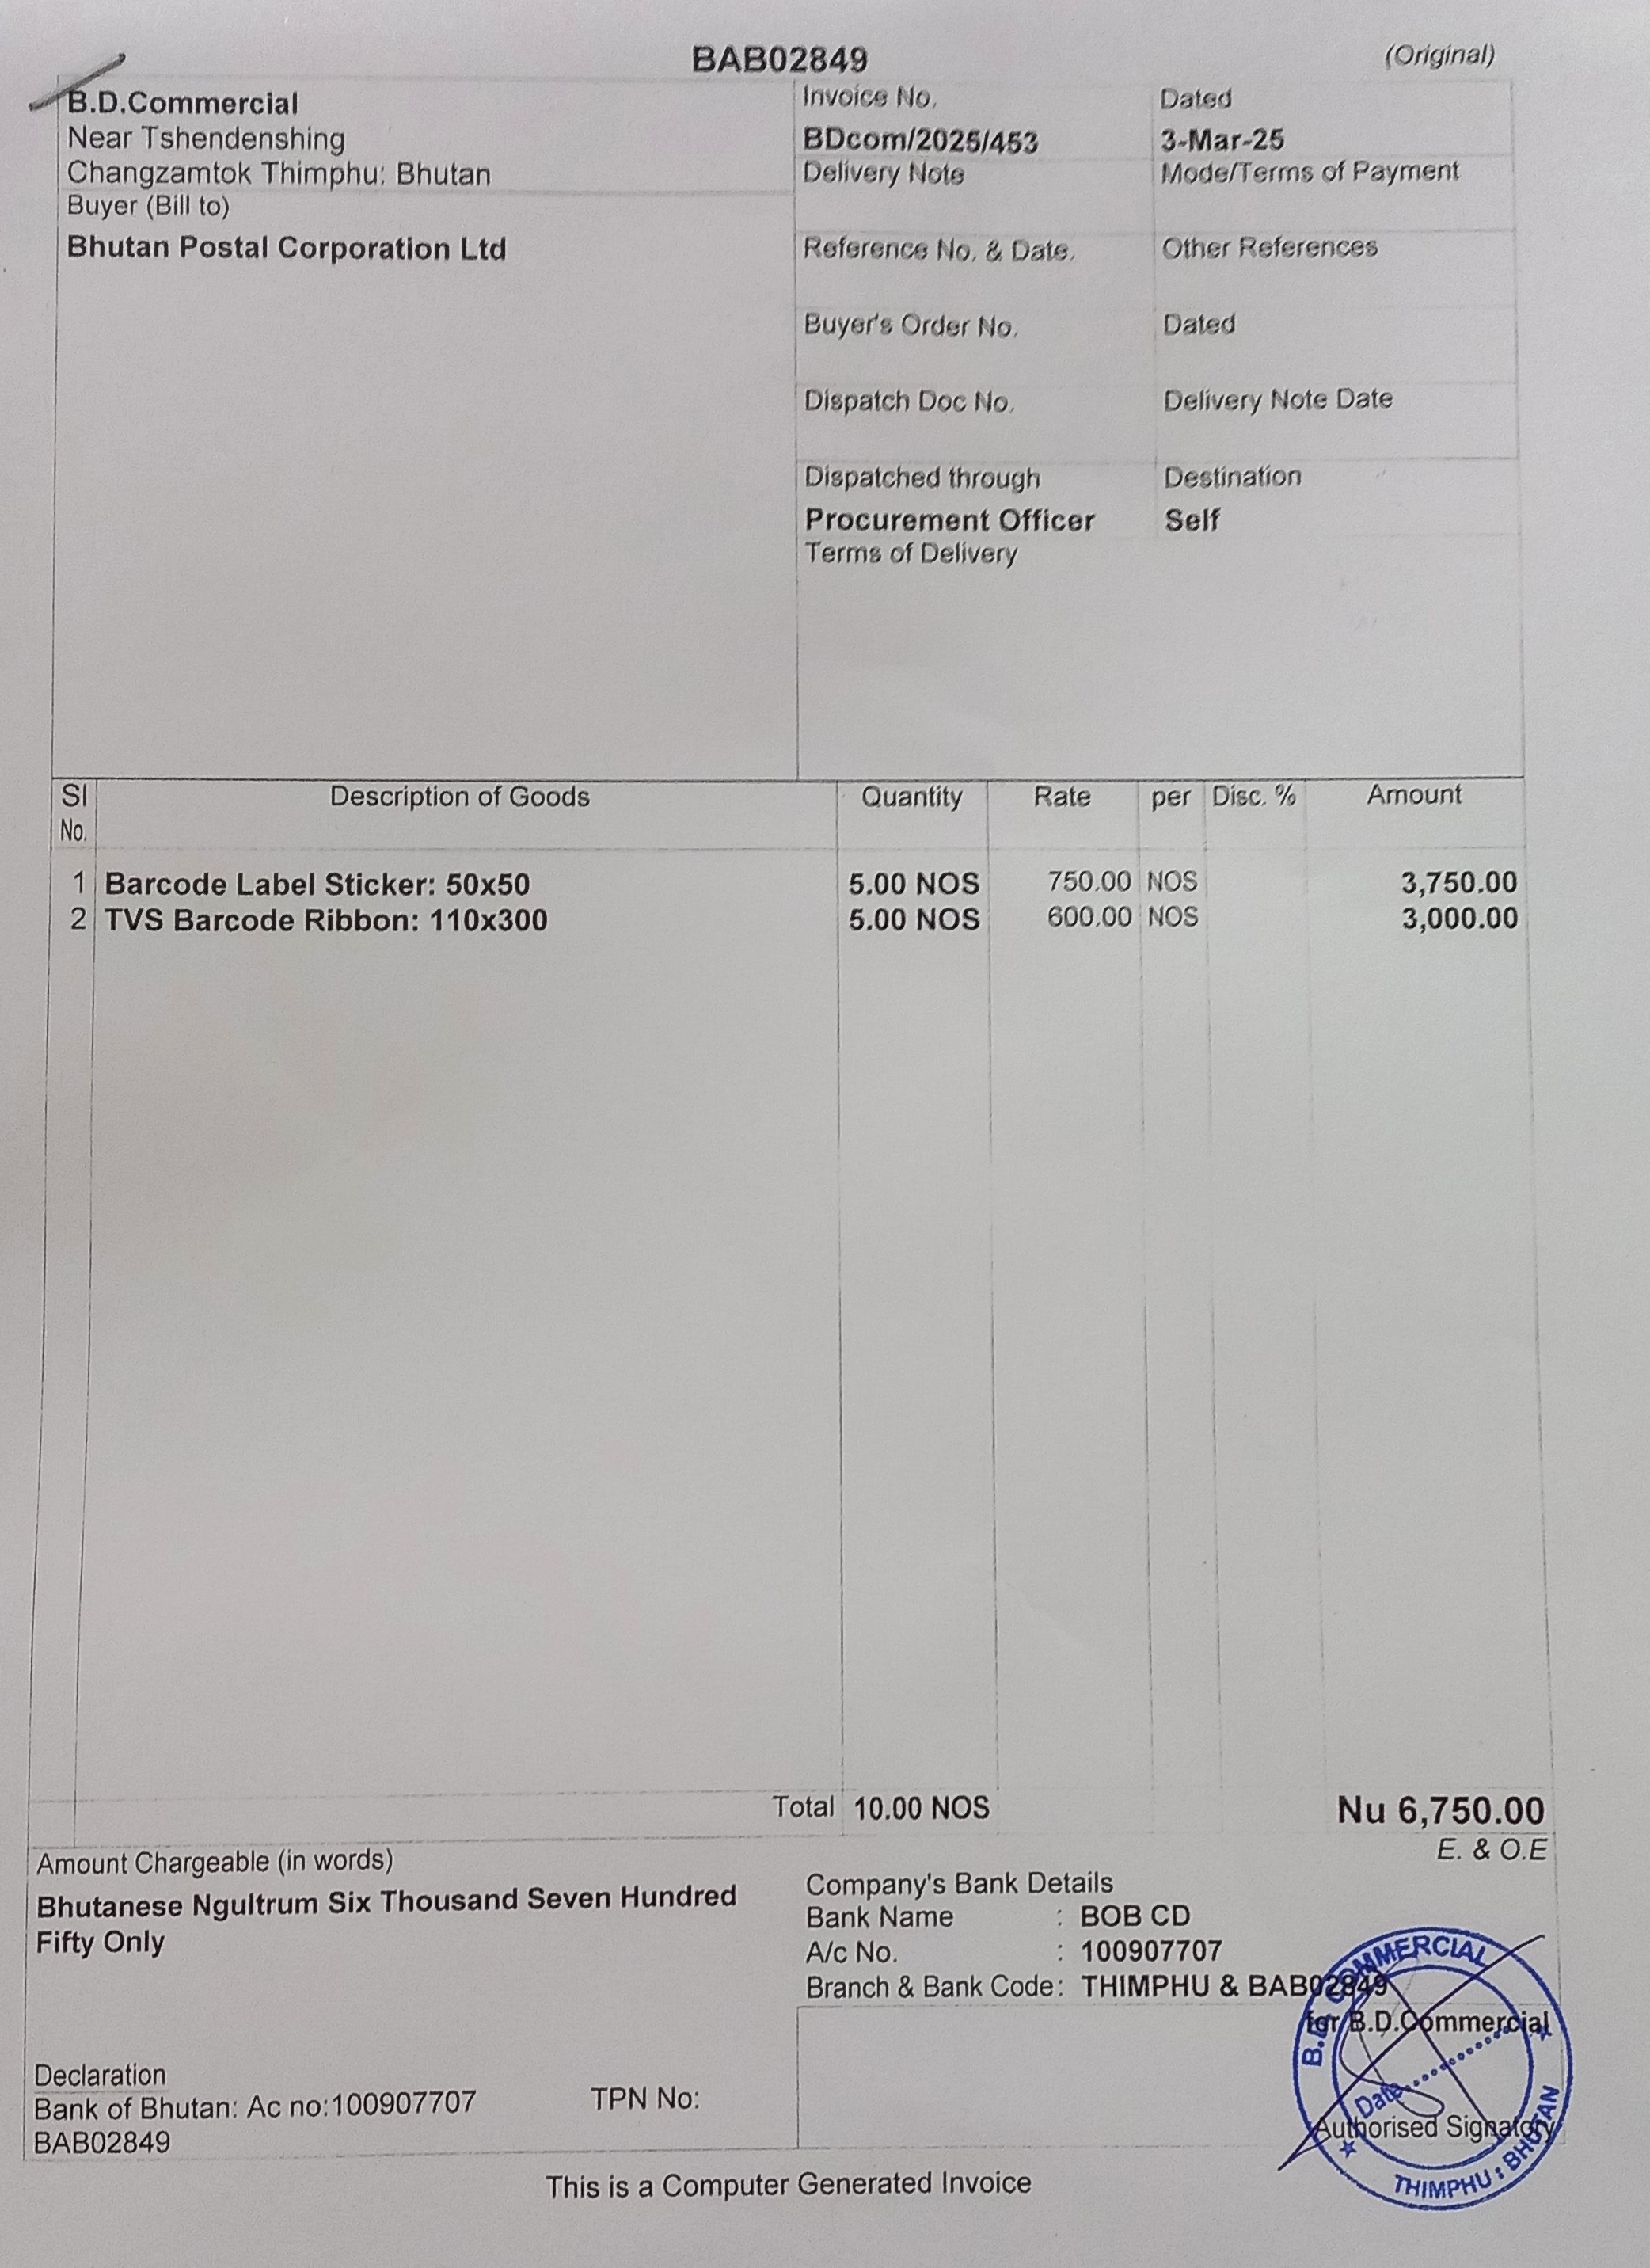 BAB02849
(Original)
B.D.Commercial
Near Tshendenshing
Changzamtok Thimphu: Bhutan
Buyer (Bill to)
Bhutan Postal Corporation Ltd
Invoice No. Dated
BDcom/2025/453 3-Mar-25
Delivery Note Mode/Terms of Payment
Reference No. & Date. Other References
Buyer's Order No. Dated
Dispatch Doc No. Delivery Note Date
Dispatched through Destination
Procurement Officer Self
Terms of Delivery
Sl No. Description of Goods Quantity Rate per Disc. % Amount
1 Barcode Label Sticker: 50x50 5.00 NOS 750.00 NOS 3,750.00
2 TVS Barcode Ribbon: 110x300 5.00 NOS 600.00 NOS 3,000.00
Total 10.00 NOS Nu 6,750.00
E. & O.E
Amount Chargeable (in words)
Bhutanese Ngultrum Six Thousand Seven Hundred
Fifty Only
Company's Bank Details
Bank Name : BOB CD
A/c No. : 100907707
Branch & Bank Code: THIMPHU & BAB02849
for B.D.Commercial
Declaration
Bank of Bhutan: Ac no:100907707 TPN No:
BAB02849
Authorised Signatory
B.D. COMMERCIAL
Date
THIMPHU : BHUTAN
This is a Computer Generated Invoice